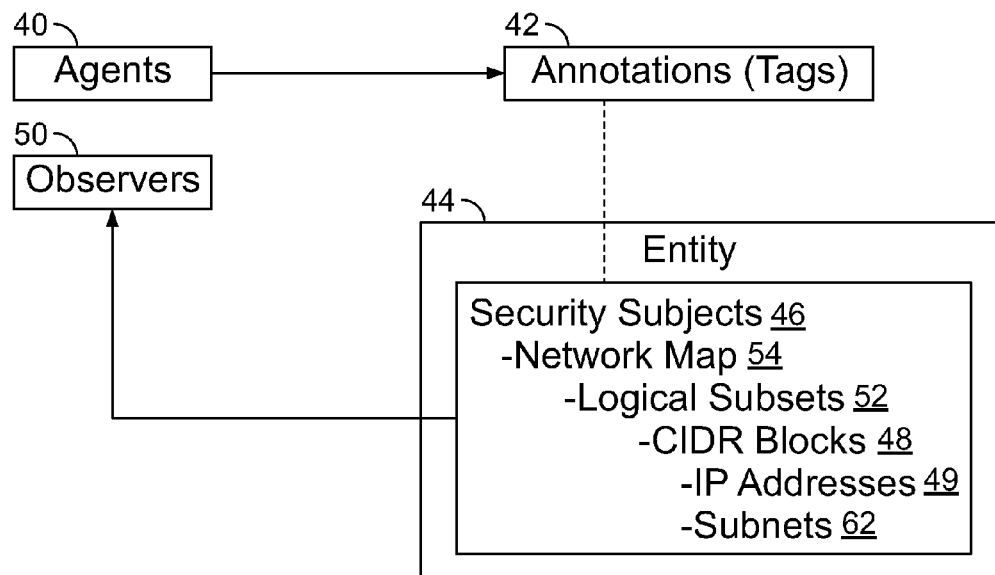 40
Agents
42
Annotations (Tags)
50
Observers
44
Entity
Security Subjects 46
-Network Map 54
-Logical Subsets 52
-CIDR Blocks 48
-IP Addresses 49
-Subnets 62